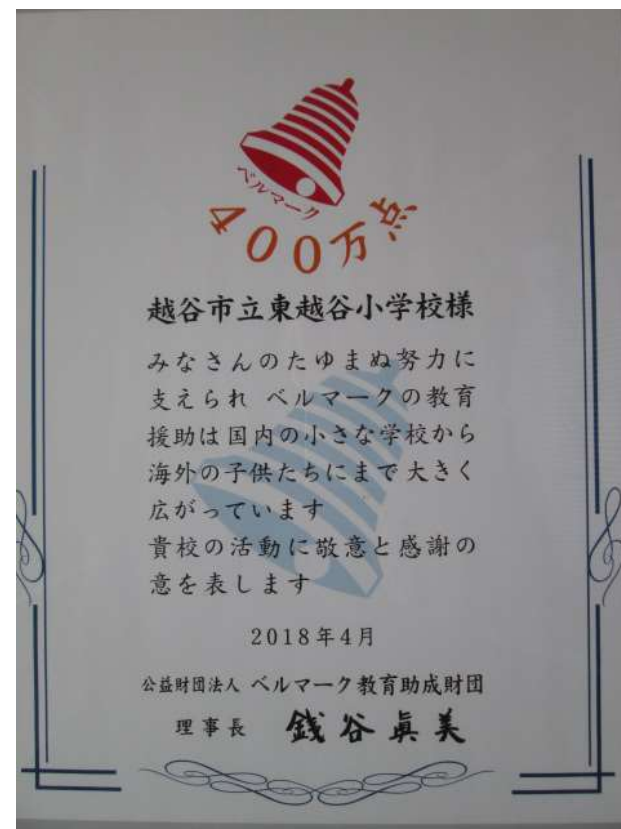 ベルマーク
400万点
越谷市立東越谷小学校様
みなさんのたゆまぬ努力に
支えられ ベルマークの教育
援助は国内の小さな学校から
海外の子供たちにまで大きく
広がっています
貴校の活動に敬意と感謝の
意を表します
2018年4月
公益財団法人 ベルマーク教育助成財団
理事長 銭谷眞美